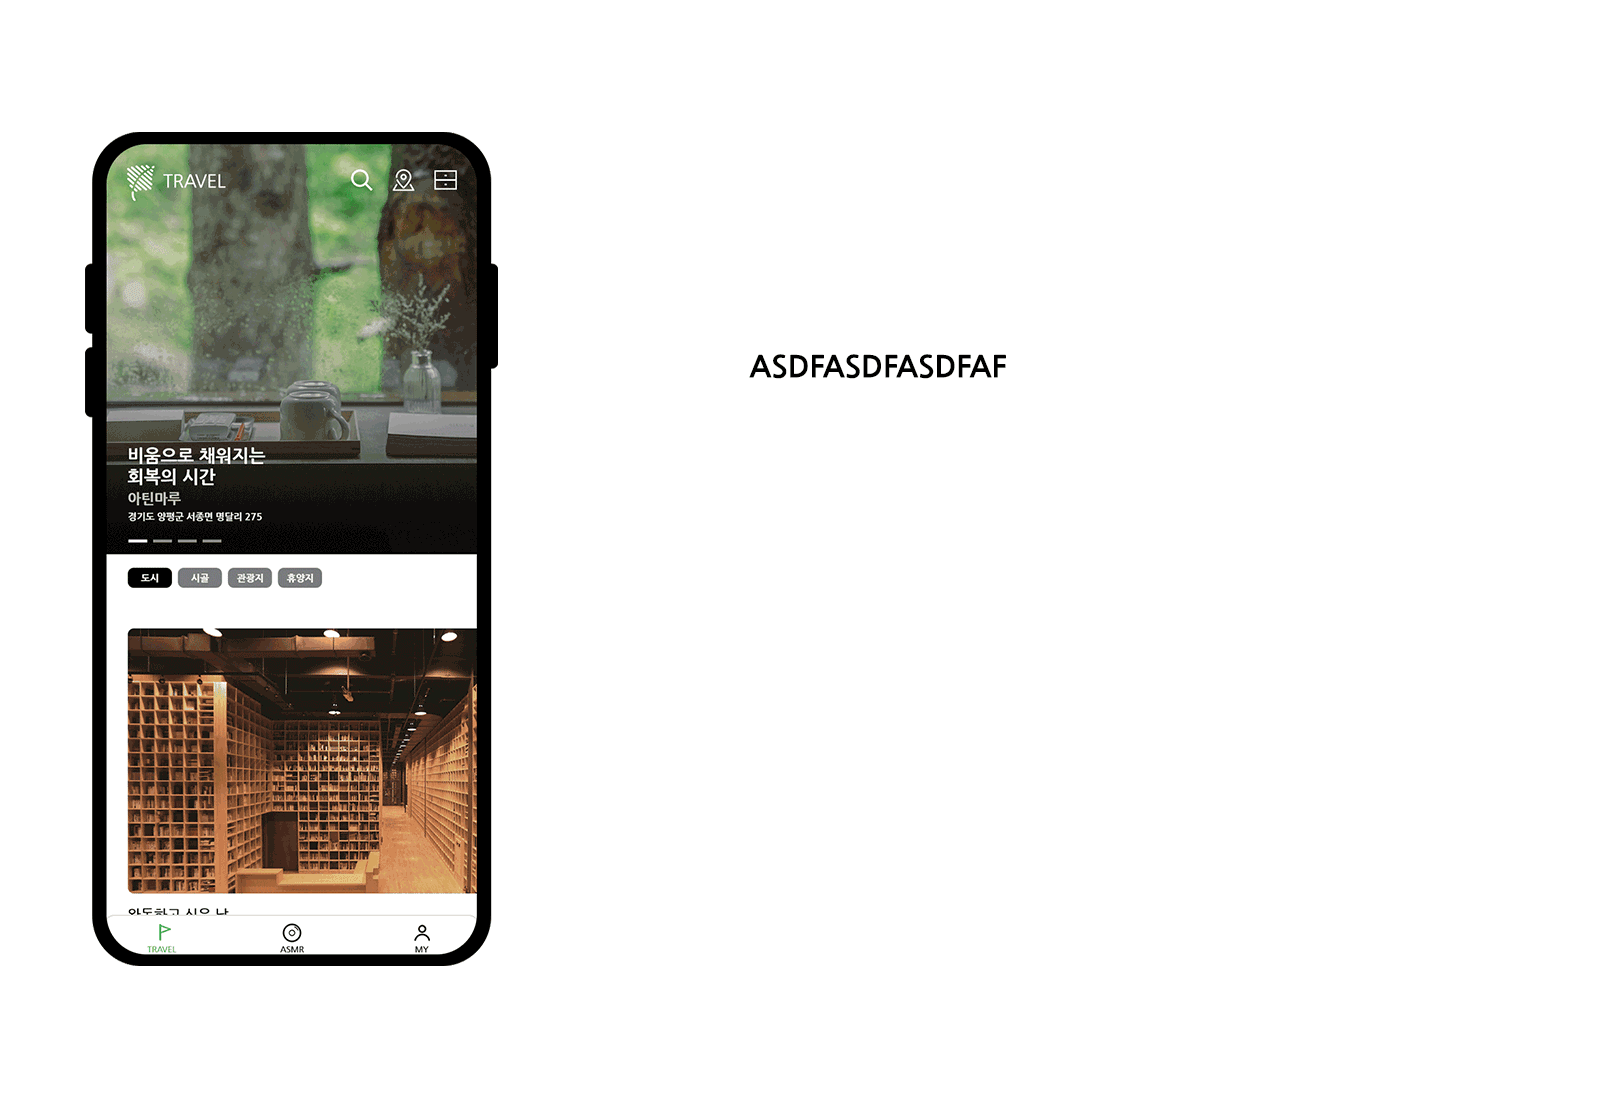 TRAVEL
비움으로 채워지는
회복의 시간
아틴마루
경기도 양평군 서종면 명달리 275
도시 시골 관광지 휴양지
TRAVEL ASMR MY
ASDFASDFASDFAF